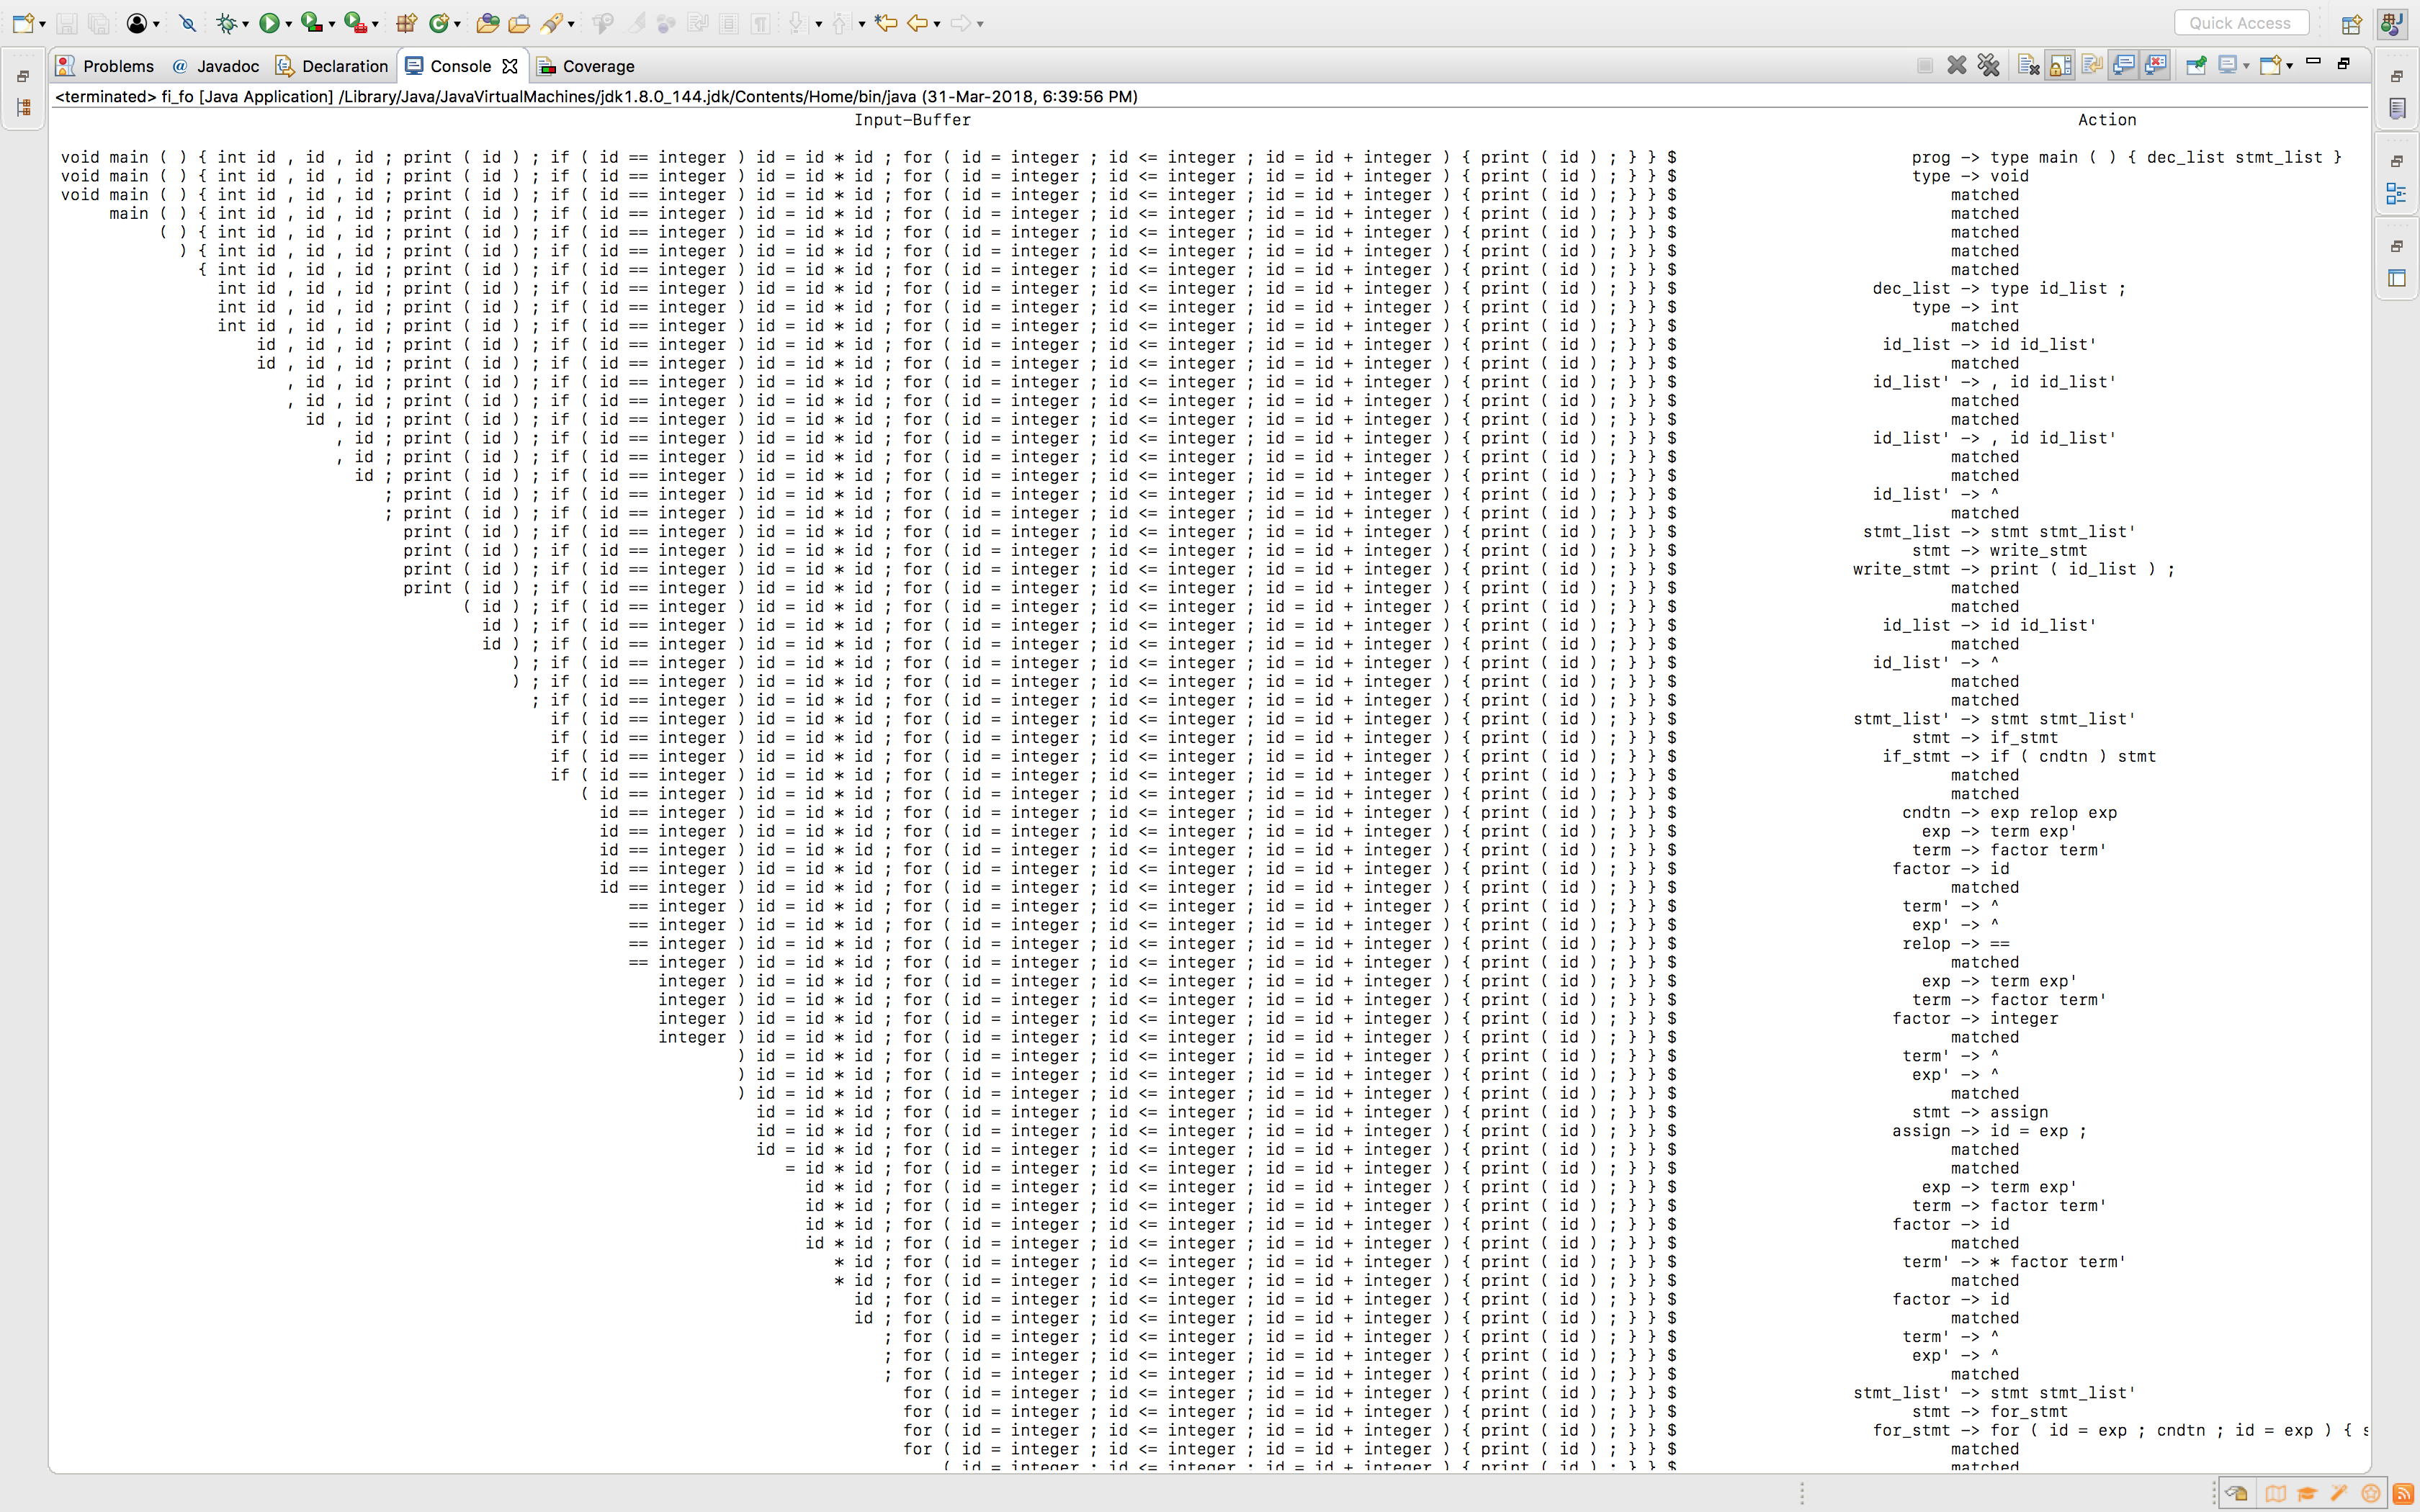 Quick Access
Problems @ Javadoc Declaration Console Coverage
<terminated> fi_fo [Java Application] /Library/Java/JavaVirtualMachines/jdk1.8.0_144.jdk/Contents/Home/bin/java (31-Mar-2018, 6:39:56 PM)
Input-Buffer Action
void main ( ) { int id , id , id ; print ( id ) ; if ( id == integer ) id = id * id ; for ( id = integer ; id <= integer ; id = id + integer ) { print ( id ) ; } } $ prog -> type main ( ) { dec_list stmt_list }
void main ( ) { int id , id , id ; print ( id ) ; if ( id == integer ) id = id * id ; for ( id = integer ; id <= integer ; id = id + integer ) { print ( id ) ; } } $ type -> void
void main ( ) { int id , id , id ; print ( id ) ; if ( id == integer ) id = id * id ; for ( id = integer ; id <= integer ; id = id + integer ) { print ( id ) ; } } $ matched
main ( ) { int id , id , id ; print ( id ) ; if ( id == integer ) id = id * id ; for ( id = integer ; id <= integer ; id = id + integer ) { print ( id ) ; } } $ matched
( ) { int id , id , id ; print ( id ) ; if ( id == integer ) id = id * id ; for ( id = integer ; id <= integer ; id = id + integer ) { print ( id ) ; } } $ matched
) { int id , id , id ; print ( id ) ; if ( id == integer ) id = id * id ; for ( id = integer ; id <= integer ; id = id + integer ) { print ( id ) ; } } $ matched
{ int id , id , id ; print ( id ) ; if ( id == integer ) id = id * id ; for ( id = integer ; id <= integer ; id = id + integer ) { print ( id ) ; } } $ matched
int id , id , id ; print ( id ) ; if ( id == integer ) id = id * id ; for ( id = integer ; id <= integer ; id = id + integer ) { print ( id ) ; } } $ dec_list -> type id_list ;
int id , id , id ; print ( id ) ; if ( id == integer ) id = id * id ; for ( id = integer ; id <= integer ; id = id + integer ) { print ( id ) ; } } $ type -> int
int id , id , id ; print ( id ) ; if ( id == integer ) id = id * id ; for ( id = integer ; id <= integer ; id = id + integer ) { print ( id ) ; } } $ matched
id , id , id ; print ( id ) ; if ( id == integer ) id = id * id ; for ( id = integer ; id <= integer ; id = id + integer ) { print ( id ) ; } } $ id_list -> id id_list'
id , id , id ; print ( id ) ; if ( id == integer ) id = id * id ; for ( id = integer ; id <= integer ; id = id + integer ) { print ( id ) ; } } $ matched
, id , id ; print ( id ) ; if ( id == integer ) id = id * id ; for ( id = integer ; id <= integer ; id = id + integer ) { print ( id ) ; } } $ id_list' -> , id id_list'
, id , id ; print ( id ) ; if ( id == integer ) id = id * id ; for ( id = integer ; id <= integer ; id = id + integer ) { print ( id ) ; } } $ matched
id , id ; print ( id ) ; if ( id == integer ) id = id * id ; for ( id = integer ; id <= integer ; id = id + integer ) { print ( id ) ; } } $ matched
, id ; print ( id ) ; if ( id == integer ) id = id * id ; for ( id = integer ; id <= integer ; id = id + integer ) { print ( id ) ; } } $ id_list' -> , id id_list'
, id ; print ( id ) ; if ( id == integer ) id = id * id ; for ( id = integer ; id <= integer ; id = id + integer ) { print ( id ) ; } } $ matched
id ; print ( id ) ; if ( id == integer ) id = id * id ; for ( id = integer ; id <= integer ; id = id + integer ) { print ( id ) ; } } $ matched
; print ( id ) ; if ( id == integer ) id = id * id ; for ( id = integer ; id <= integer ; id = id + integer ) { print ( id ) ; } } $ id_list' -> ^
; print ( id ) ; if ( id == integer ) id = id * id ; for ( id = integer ; id <= integer ; id = id + integer ) { print ( id ) ; } } $ matched
print ( id ) ; if ( id == integer ) id = id * id ; for ( id = integer ; id <= integer ; id = id + integer ) { print ( id ) ; } } $ stmt_list -> stmt stmt_list'
print ( id ) ; if ( id == integer ) id = id * id ; for ( id = integer ; id <= integer ; id = id + integer ) { print ( id ) ; } } $ stmt -> write_stmt
print ( id ) ; if ( id == integer ) id = id * id ; for ( id = integer ; id <= integer ; id = id + integer ) { print ( id ) ; } } $ write_stmt -> print ( id_list ) ;
print ( id ) ; if ( id == integer ) id = id * id ; for ( id = integer ; id <= integer ; id = id + integer ) { print ( id ) ; } } $ matched
( id ) ; if ( id == integer ) id = id * id ; for ( id = integer ; id <= integer ; id = id + integer ) { print ( id ) ; } } $ matched
id ) ; if ( id == integer ) id = id * id ; for ( id = integer ; id <= integer ; id = id + integer ) { print ( id ) ; } } $ id_list -> id id_list'
id ) ; if ( id == integer ) id = id * id ; for ( id = integer ; id <= integer ; id = id + integer ) { print ( id ) ; } } $ matched
) ; if ( id == integer ) id = id * id ; for ( id = integer ; id <= integer ; id = id + integer ) { print ( id ) ; } } $ id_list' -> ^
) ; if ( id == integer ) id = id * id ; for ( id = integer ; id <= integer ; id = id + integer ) { print ( id ) ; } } $ matched
; if ( id == integer ) id = id * id ; for ( id = integer ; id <= integer ; id = id + integer ) { print ( id ) ; } } $ matched
if ( id == integer ) id = id * id ; for ( id = integer ; id <= integer ; id = id + integer ) { print ( id ) ; } } $ stmt_list' -> stmt stmt_list'
if ( id == integer ) id = id * id ; for ( id = integer ; id <= integer ; id = id + integer ) { print ( id ) ; } } $ stmt -> if_stmt
if ( id == integer ) id = id * id ; for ( id = integer ; id <= integer ; id = id + integer ) { print ( id ) ; } } $ if_stmt -> if ( cndtn ) stmt
if ( id == integer ) id = id * id ; for ( id = integer ; id <= integer ; id = id + integer ) { print ( id ) ; } } $ matched
( id == integer ) id = id * id ; for ( id = integer ; id <= integer ; id = id + integer ) { print ( id ) ; } } $ matched
id == integer ) id = id * id ; for ( id = integer ; id <= integer ; id = id + integer ) { print ( id ) ; } } $ cndtn -> exp relop exp
id == integer ) id = id * id ; for ( id = integer ; id <= integer ; id = id + integer ) { print ( id ) ; } } $ exp -> term exp'
id == integer ) id = id * id ; for ( id = integer ; id <= integer ; id = id + integer ) { print ( id ) ; } } $ term -> factor term'
id == integer ) id = id * id ; for ( id = integer ; id <= integer ; id = id + integer ) { print ( id ) ; } } $ factor -> id
id == integer ) id = id * id ; for ( id = integer ; id <= integer ; id = id + integer ) { print ( id ) ; } } $ matched
== integer ) id = id * id ; for ( id = integer ; id <= integer ; id = id + integer ) { print ( id ) ; } } $ term' -> ^
== integer ) id = id * id ; for ( id = integer ; id <= integer ; id = id + integer ) { print ( id ) ; } } $ exp' -> ^
== integer ) id = id * id ; for ( id = integer ; id <= integer ; id = id + integer ) { print ( id ) ; } } $ relop -> ==
== integer ) id = id * id ; for ( id = integer ; id <= integer ; id = id + integer ) { print ( id ) ; } } $ matched
integer ) id = id * id ; for ( id = integer ; id <= integer ; id = id + integer ) { print ( id ) ; } } $ exp -> term exp'
integer ) id = id * id ; for ( id = integer ; id <= integer ; id = id + integer ) { print ( id ) ; } } $ term -> factor term'
integer ) id = id * id ; for ( id = integer ; id <= integer ; id = id + integer ) { print ( id ) ; } } $ factor -> integer
integer ) id = id * id ; for ( id = integer ; id <= integer ; id = id + integer ) { print ( id ) ; } } $ matched
) id = id * id ; for ( id = integer ; id <= integer ; id = id + integer ) { print ( id ) ; } } $ term' -> ^
) id = id * id ; for ( id = integer ; id <= integer ; id = id + integer ) { print ( id ) ; } } $ exp' -> ^
) id = id * id ; for ( id = integer ; id <= integer ; id = id + integer ) { print ( id ) ; } } $ matched
id = id * id ; for ( id = integer ; id <= integer ; id = id + integer ) { print ( id ) ; } } $ stmt -> assign
id = id * id ; for ( id = integer ; id <= integer ; id = id + integer ) { print ( id ) ; } } $ assign -> id = exp ;
id = id * id ; for ( id = integer ; id <= integer ; id = id + integer ) { print ( id ) ; } } $ matched
= id * id ; for ( id = integer ; id <= integer ; id = id + integer ) { print ( id ) ; } } $ matched
id * id ; for ( id = integer ; id <= integer ; id = id + integer ) { print ( id ) ; } } $ exp -> term exp'
id * id ; for ( id = integer ; id <= integer ; id = id + integer ) { print ( id ) ; } } $ term -> factor term'
id * id ; for ( id = integer ; id <= integer ; id = id + integer ) { print ( id ) ; } } $ factor -> id
id * id ; for ( id = integer ; id <= integer ; id = id + integer ) { print ( id ) ; } } $ matched
* id ; for ( id = integer ; id <= integer ; id = id + integer ) { print ( id ) ; } } $ term' -> * factor term'
* id ; for ( id = integer ; id <= integer ; id = id + integer ) { print ( id ) ; } } $ matched
id ; for ( id = integer ; id <= integer ; id = id + integer ) { print ( id ) ; } } $ factor -> id
id ; for ( id = integer ; id <= integer ; id = id + integer ) { print ( id ) ; } } $ matched
; for ( id = integer ; id <= integer ; id = id + integer ) { print ( id ) ; } } $ term' -> ^
; for ( id = integer ; id <= integer ; id = id + integer ) { print ( id ) ; } } $ exp' -> ^
; for ( id = integer ; id <= integer ; id = id + integer ) { print ( id ) ; } } $ matched
for ( id = integer ; id <= integer ; id = id + integer ) { print ( id ) ; } } $ stmt_list' -> stmt stmt_list'
for ( id = integer ; id <= integer ; id = id + integer ) { print ( id ) ; } } $ stmt -> for_stmt
for ( id = integer ; id <= integer ; id = id + integer ) { print ( id ) ; } } $ for_stmt -> for ( id = exp ; cndtn ; id = exp ) { s
for ( id = integer ; id <= integer ; id = id + integer ) { print ( id ) ; } } $ matched
( id = integer ; id <= integer ; id = id + integer ) { print ( id ) ; } } $ matched